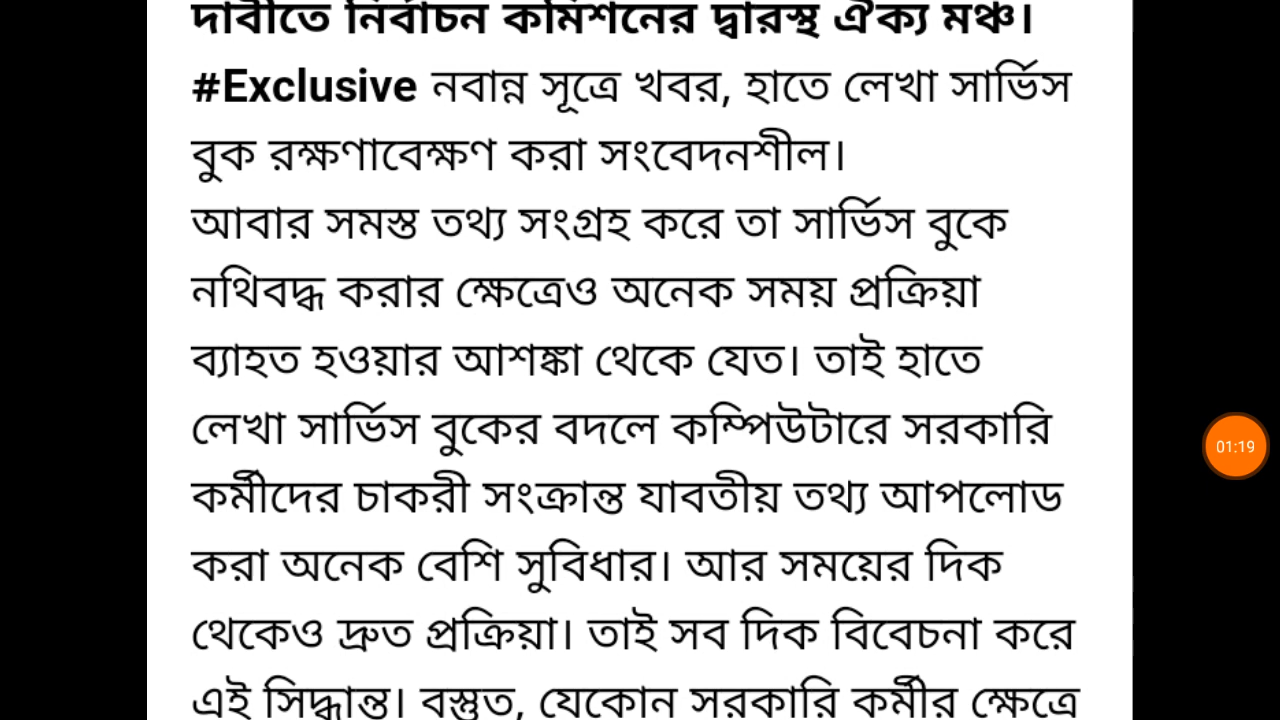 দাবীতে নির্বাচন কমিশনের দ্বারস্থ ঐক্য মঞ্চ।
#Exclusive নবান্ন সূত্রে খবর, হাতে লেখা সার্ভিস
বুক রক্ষণাবেক্ষণ করা সংবেদনশীল।
আবার সমস্ত তথ্য সংগ্রহ করে তা সার্ভিস বুকে
নথিবদ্ধ করার ক্ষেত্রেও অনেক সময় প্রক্রিয়া
ব্যাহত হওয়ার আশঙ্কা থেকে যেত। তাই হাতে
লেখা সার্ভিস বুকের বদলে কম্পিউটারে সরকারি
কর্মীদের চাকরী সংক্রান্ত যাবতীয় তথ্য আপলোড
করা অনেক বেশি সুবিধার। আর সময়ের দিক
থেকেও দ্রুত প্রক্রিয়া। তাই সব দিক বিবেচনা করে
এই সিদ্ধান্ত। বস্তুত, যেকোন সরকারি কর্মীর ক্ষেত্রে
01:19